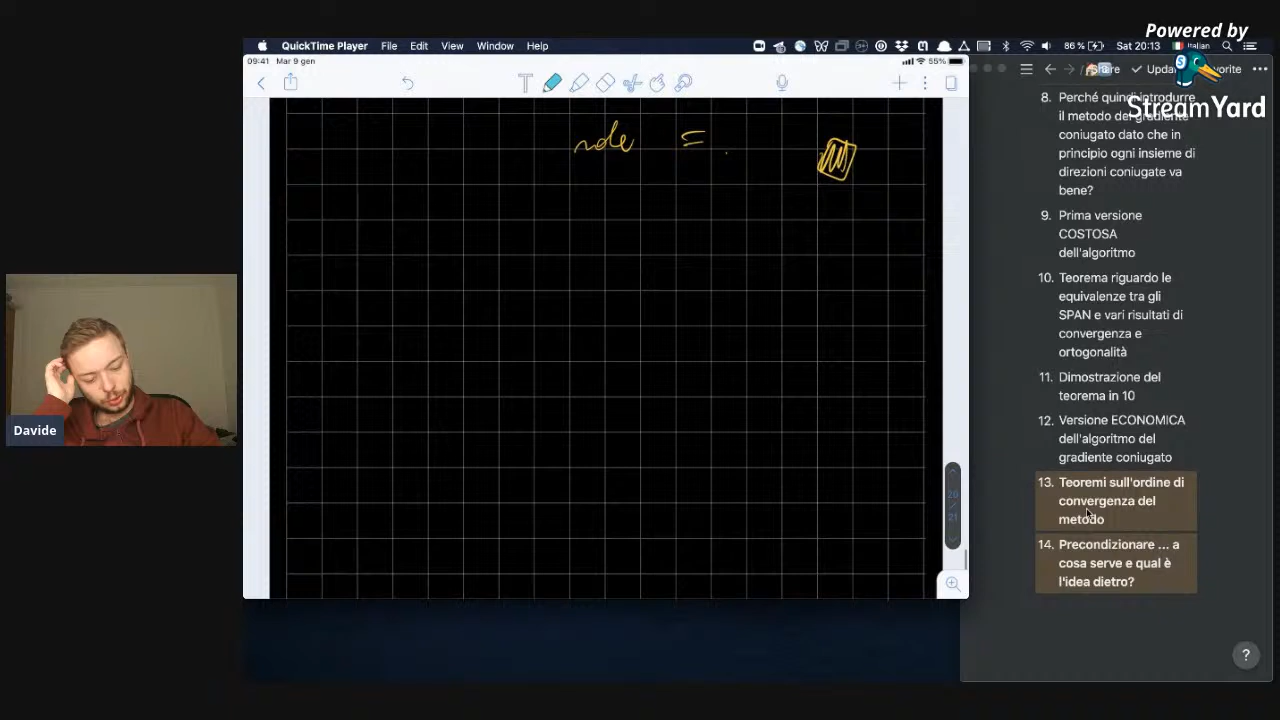 Powered by
StreamYard
QuickTime Player File Edit View Window Help
86 % Sat 20:13 Italian
09:41 Mar 9 gen
55%
Share
8. Perché quindi introdurre
il metodo del gradiente
coniugato dato che in
principio ogni insieme di
direzioni coniugate va
bene?
9. Prima versione
COSTOSA
dell'algoritmo
10. Teorema riguardo le
equivalenze tra gli
SPAN e vari risultati di
convergenza e
ortogonalità
11. Dimostrazione del
teorema in 10
12. Versione ECONOMICA
dell'algoritmo del
gradiente coniugato
13. Teoremi sull'ordine di
convergenza del
metodo
14. Precondizionare ... a
cosa serve e qual è
l'idea dietro?
Davide
20
21
?